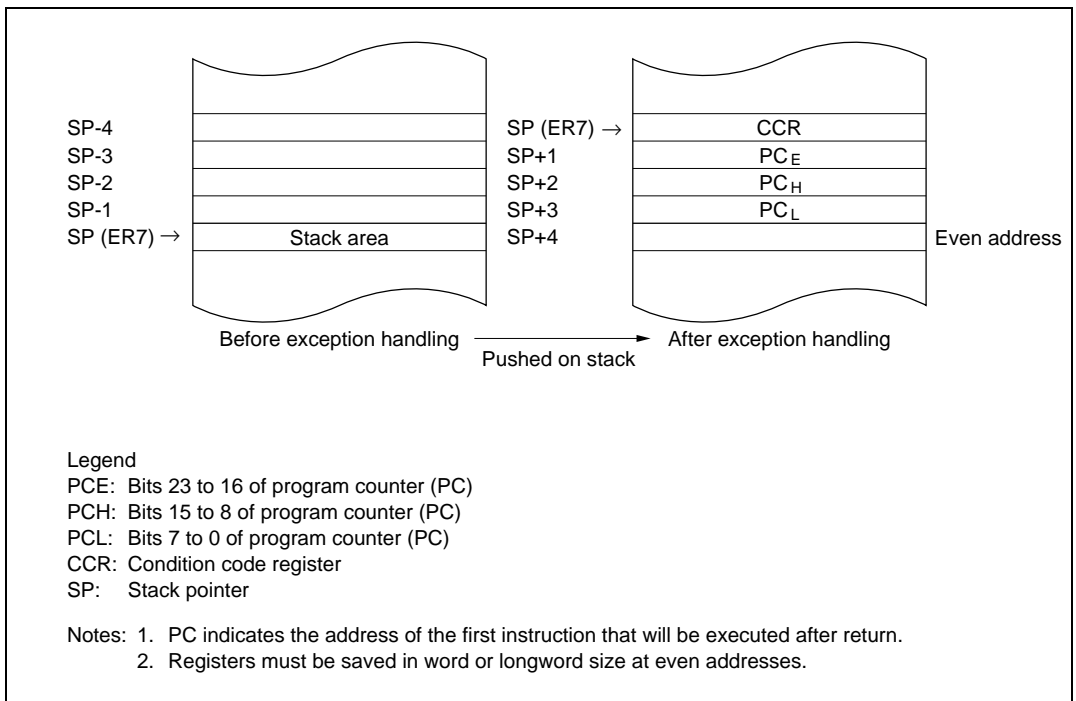 SP-4 SP (ER7) → CCR
SP-3 SP+1 PC E
SP-2 SP+2 PC H
SP-1 SP+3 PC L
SP (ER7) → Stack area SP+4 Even address
Before exception handling After exception handling
Pushed on stack
Legend
PCE: Bits 23 to 16 of program counter (PC)
PCH: Bits 15 to 8 of program counter (PC)
PCL: Bits 7 to 0 of program counter (PC)
CCR: Condition code register
SP: Stack pointer
Notes: 1. PC indicates the address of the first instruction that will be executed after return.
2. Registers must be saved in word or longword size at even addresses.